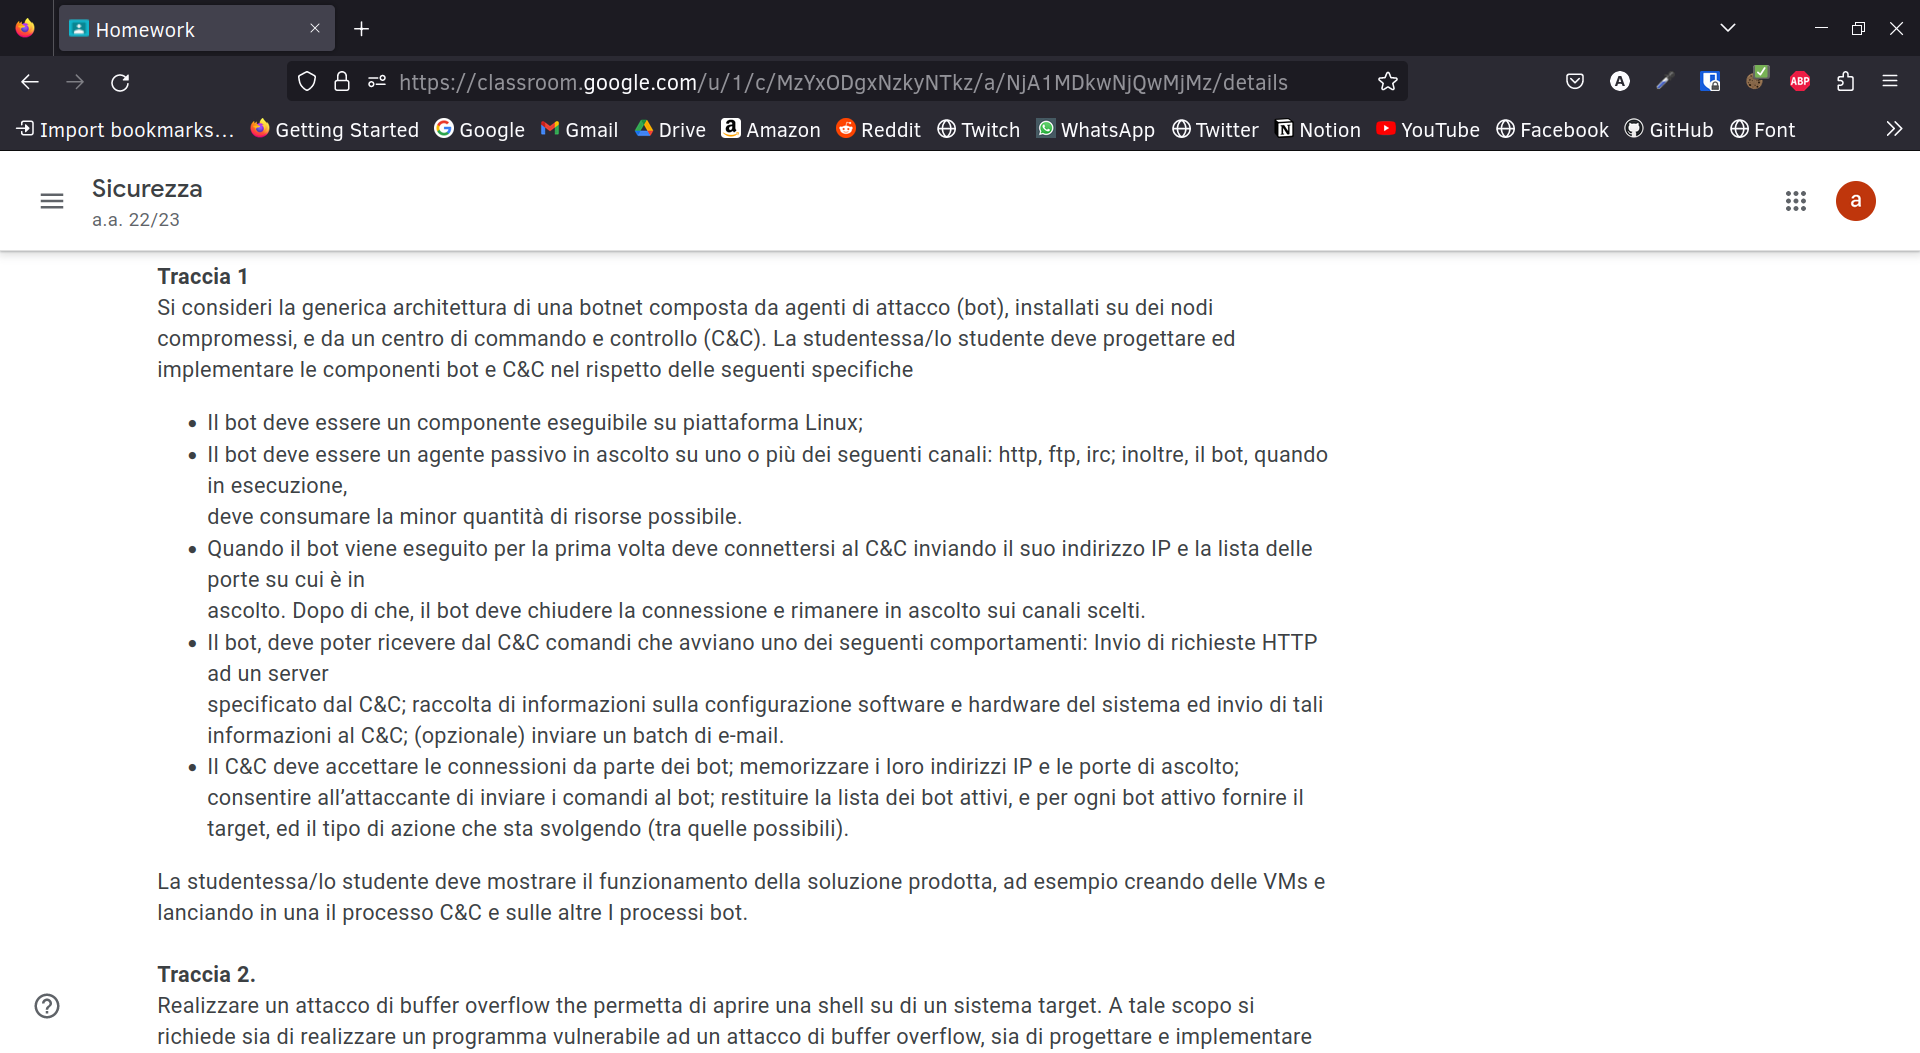 Homework
https://classroom.google.com/u/1/c/MzYxODgxNzkyNTkz/a/NjA1MDkwNjQwMjMz/details
A
ABP
Import bookmarks... Getting Started Google Gmail Drive Amazon Reddit Twitch WhatsApp Twitter Notion YouTube Facebook GitHub Font
Sicurezza
a.a. 22/23
a
Traccia 1
Si consideri la generica architettura di una botnet composta da agenti di attacco (bot), installati su dei nodi
compromessi, e da un centro di commando e controllo (C&C). La studentessa/lo studente deve progettare ed
implementare le componenti bot e C&C nel rispetto delle seguenti specifiche
• Il bot deve essere un componente eseguibile su piattaforma Linux;
• Il bot deve essere un agente passivo in ascolto su uno o più dei seguenti canali: http, ftp, irc; inoltre, il bot, quando
in esecuzione,
deve consumare la minor quantità di risorse possibile.
• Quando il bot viene eseguito per la prima volta deve connettersi al C&C inviando il suo indirizzo IP e la lista delle
porte su cui è in
ascolto. Dopo di che, il bot deve chiudere la connessione e rimanere in ascolto sui canali scelti.
• Il bot, deve poter ricevere dal C&C comandi che avviano uno dei seguenti comportamenti: Invio di richieste HTTP
ad un server
specificato dal C&C; raccolta di informazioni sulla configurazione software e hardware del sistema ed invio di tali
informazioni al C&C; (opzionale) inviare un batch di e-mail.
• Il C&C deve accettare le connessioni da parte dei bot; memorizzare i loro indirizzi IP e le porte di ascolto;
consentire all’attaccante di inviare i comandi al bot; restituire la lista dei bot attivi, e per ogni bot attivo fornire il
target, ed il tipo di azione che sta svolgendo (tra quelle possibili).
La studentessa/lo studente deve mostrare il funzionamento della soluzione prodotta, ad esempio creando delle VMs e
lanciando in una il processo C&C e sulle altre I processi bot.
Traccia 2.
Realizzare un attacco di buffer overflow the permetta di aprire una shell su di un sistema target. A tale scopo si
richiede sia di realizzare un programma vulnerabile ad un attacco di buffer overflow, sia di progettare e implementare